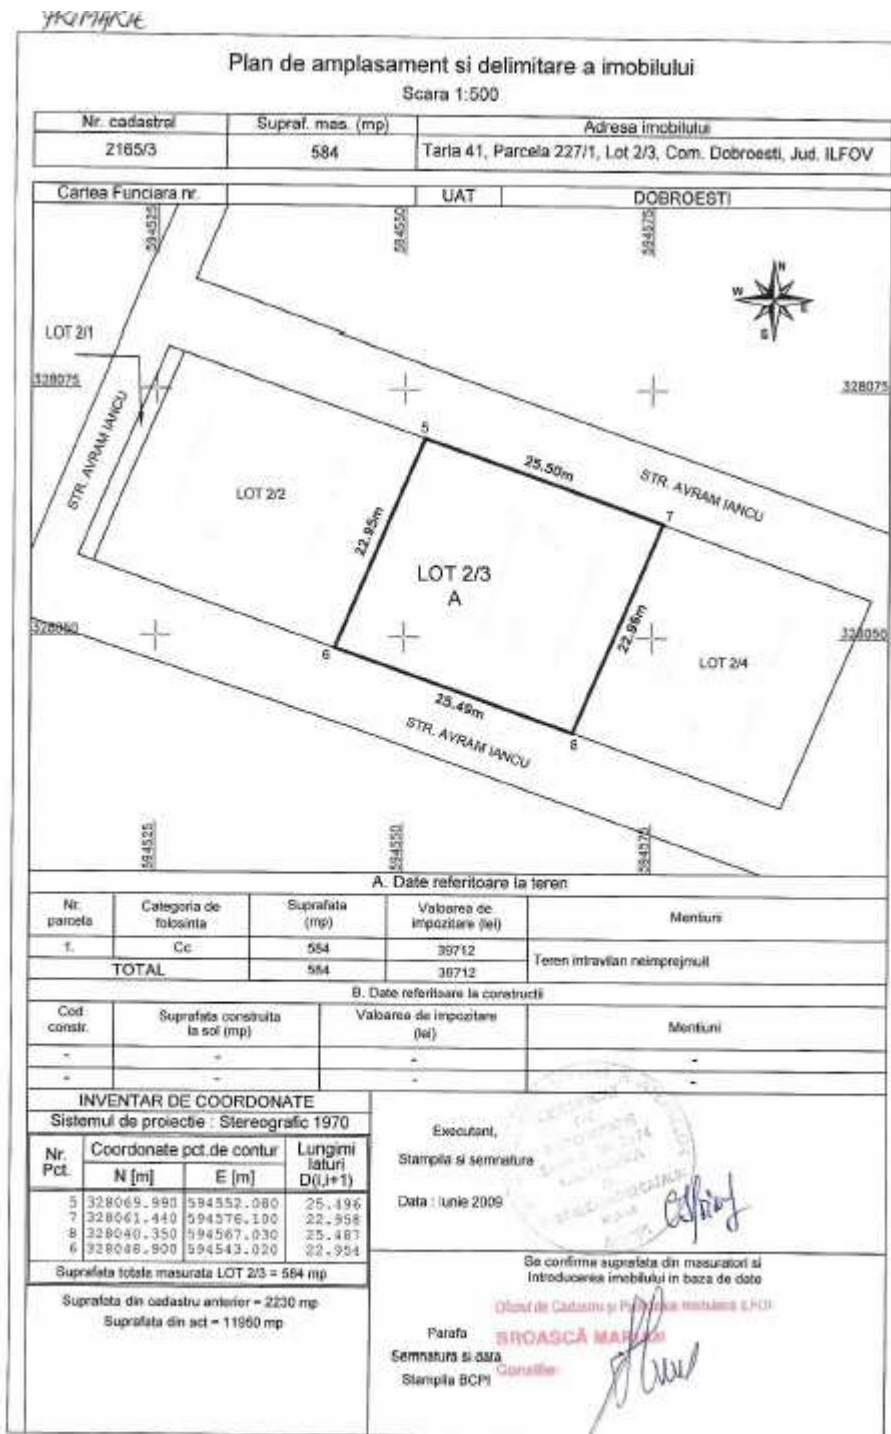 PRIMARIE
Plan de amplasament si delimitare a imobilului
Scara 1:500
Nr. cadastral Supraf. mas. (mp) Adresa imobilului
2165/3 584 Tarla 41, Parcela 227/1, Lot 2/3, Com. Dobroesti, Jud. ILFOV
Cartea Funciara nr. UAT DOBROESTI
594525 594550 594575
N
W E
S
LOT 2/1
328075 328075
STR. AVRAM IANCU
5
25.50m
STR. AVRAM IANCU
LOT 2/2
7
22.95m
LOT 2/3
A
22.96m
328050 328050
6
LOT 2/4
25.49m
STR. AVRAM IANCU
8
594525 594550 594575
A. Date referitoare la teren
Nr. parcela Categoria de folosinta Suprafata (mp) Valoarea de impozitare (lei) Mentiuni
1. Cc 584 39712 Teren intravilan neimprejmuit
TOTAL 584 39712
B. Date referitoare la constructii
Cod constr. Suprafata construita la sol (mp) Valoarea de impozitare (lei) Mentiuni
- - - -
- - - -
INVENTAR DE COORDONATE
Sistemul de proiectie : Stereografic 1970
Nr. Pct. Coordonate pct.de contur Lungimi laturi D(i,i+1)
N [m] E [m]
5 328069.990 594552.080 25.496
7 328061.440 594576.100 22.958
8 328040.350 594567.030 25.487
6 328048.900 594543.020 22.954
Suprafata totala masurata LOT 2/3 = 584 mp
Suprafata din cadastru anterior = 2230 mp
Suprafata din act = 11960 mp
Executant,
Stampila si semnatura
Data : Iunie 2009
CERTIFICAT
DE
Se confirma suprafata din masuratori si
introducerea imobilului in baza de date
Oficiul de Cadastru si
Parafa
BROASCĂ MARIAN
Semnatura si data
Consilier
Stampila BCPI